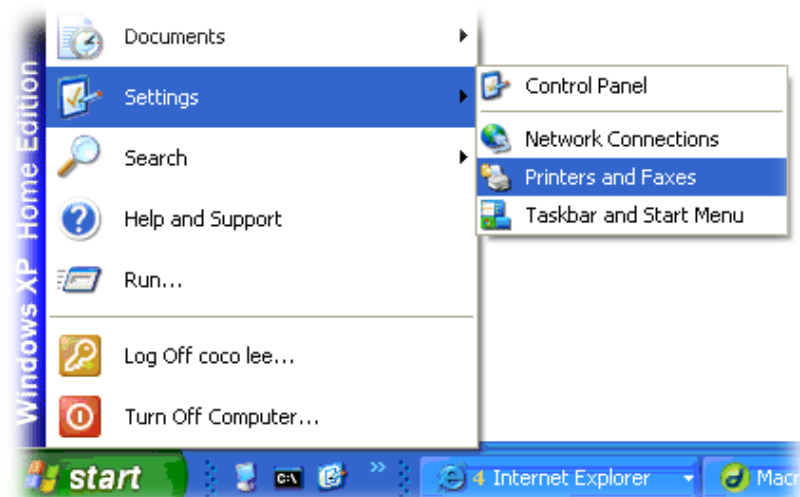 Windows XP Home Edition
Documents
Settings
Search
Help and Support
Run...
Log Off coco lee...
Turn Off Computer...
Control Panel
Network Connections
Printers and Faxes
Taskbar and Start Menu
start
C:\
4 Internet Explorer
Macr